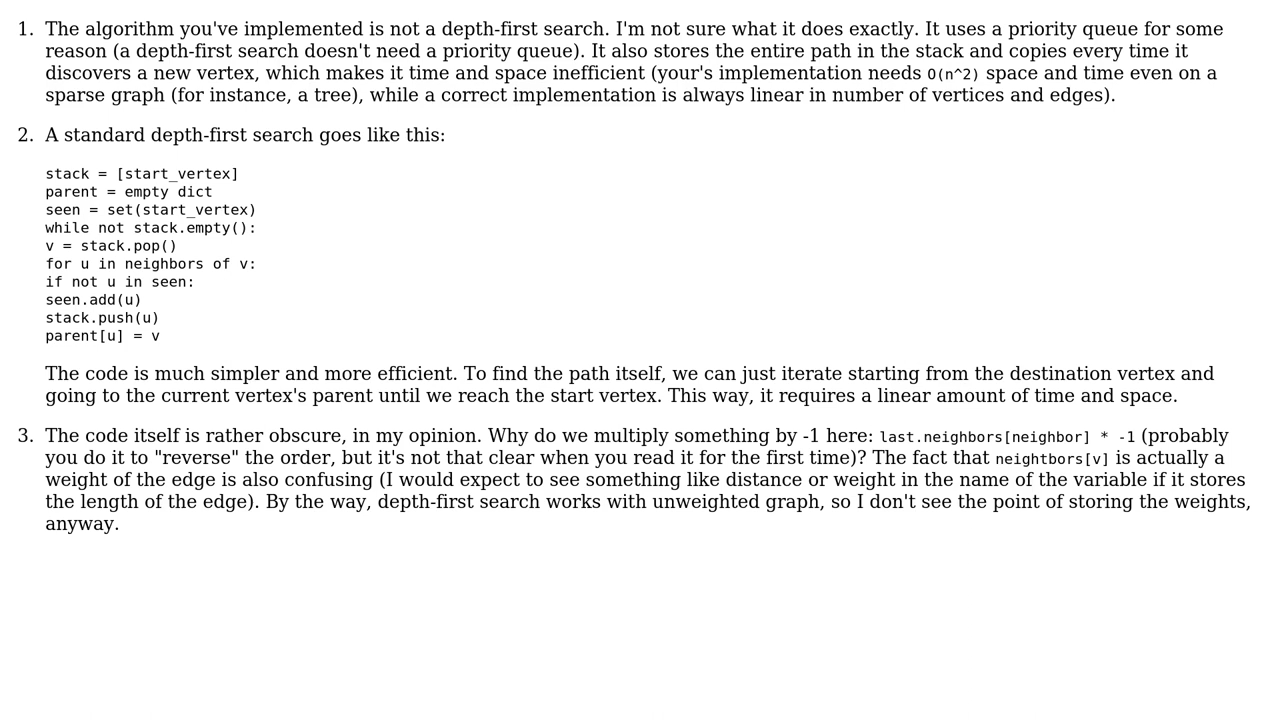 1. The algorithm you've implemented is not a depth-first search. I'm not sure what it does exactly. It uses a priority queue for some
reason (a depth-first search doesn't need a priority queue). It also stores the entire path in the stack and copies every time it
discovers a new vertex, which makes it time and space inefficient (your's implementation needs O(n^2) space and time even on a
sparse graph (for instance, a tree), while a correct implementation is always linear in number of vertices and edges).
2. A standard depth-first search goes like this:
stack = [start_vertex]
parent = empty dict
seen = set(start_vertex)
while not stack.empty():
v = stack.pop()
for u in neighbors of v:
if not u in seen:
seen.add(u)
stack.push(u)
parent[u] = v
The code is much simpler and more efficient. To find the path itself, we can just iterate starting from the destination vertex and
going to the current vertex's parent until we reach the start vertex. This way, it requires a linear amount of time and space.
3. The code itself is rather obscure, in my opinion. Why do we multiply something by -1 here: last.neighbors[neighbor] * -1 (probably
you do it to "reverse" the order, but it's not that clear when you read it for the first time)? The fact that neightbors[v] is actually a
weight of the edge is also confusing (I would expect to see something like distance or weight in the name of the variable if it stores
the length of the edge). By the way, depth-first search works with unweighted graph, so I don't see the point of storing the weights,
anyway.